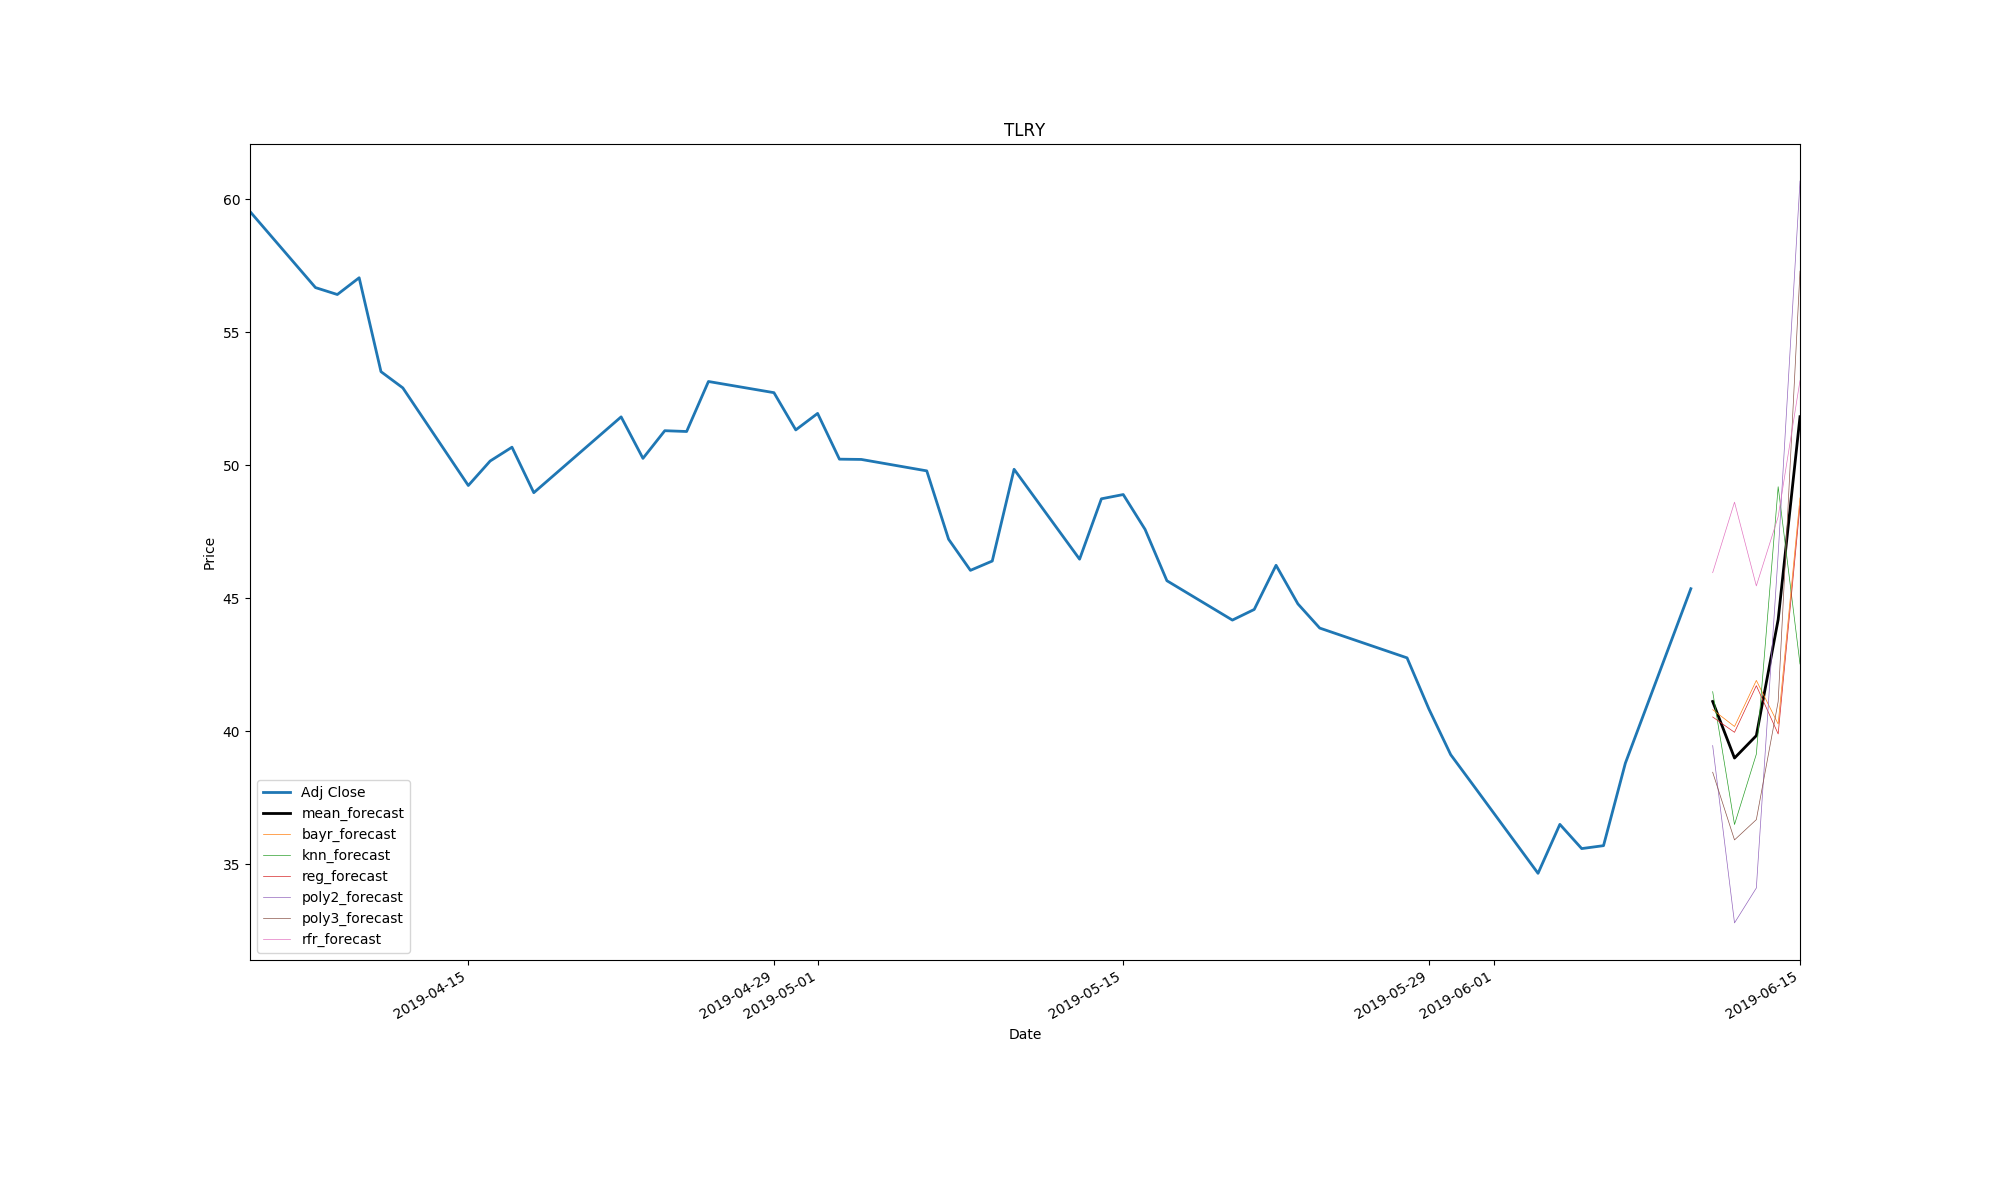 TLRY
60
55
50
45
40
35
Price
Adj Close
mean_forecast
bayr_forecast
knn_forecast
reg_forecast
poly2_forecast
poly3_forecast
rfr_forecast
2019-04-15
2019-04-29
2019-05-01
2019-05-15
2019-05-29
2019-06-01
2019-06-15
Date